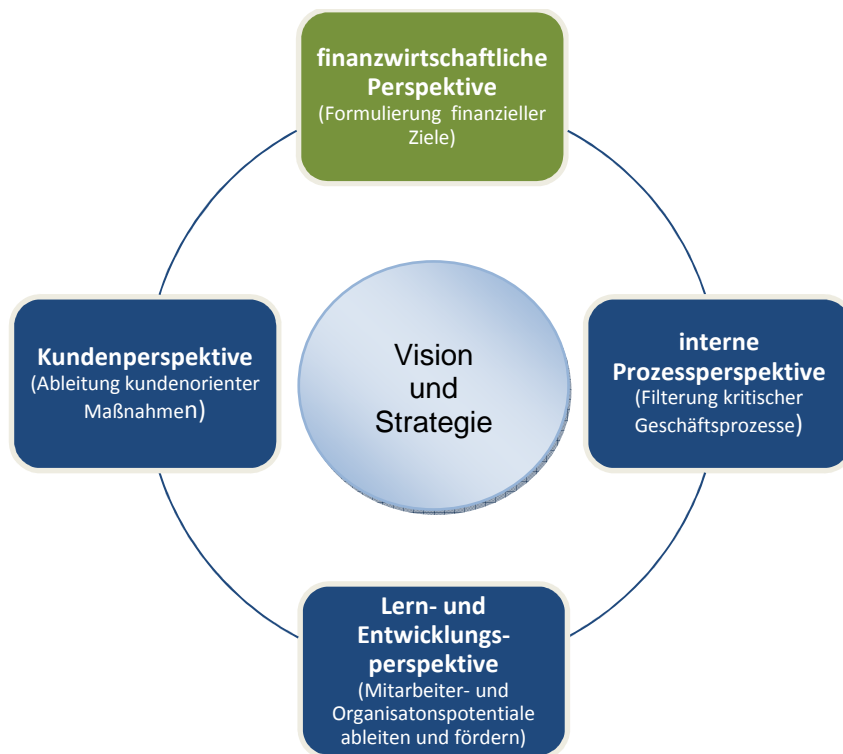 finanzwirtschaftliche
Perspektive
(Formulierung finanzieller
Ziele)
Kundenperspektive
(Ableitung kundenorienter
Maßnahmen)
Vision
und
Strategie
interne
Prozessperspektive
(Filterung kritischer
Geschäftsprozesse)
Lern- und
Entwicklungs-
perspektive
(Mitarbeiter- und
Organisatonspotentiale
ableiten und fördern)